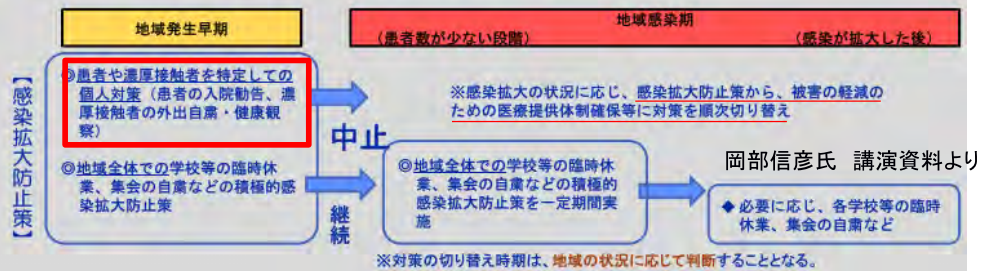 地域発生早期
地域感染期
（患者数が少ない段階）
（感染が拡大した後）
【感染拡大防止策】
◎患者や濃厚接触者を特定しての
個人対策（患者の入院勧告、濃
厚接触者の外出自粛・健康観
察）
※感染拡大の状況に応じ、感染拡大防止策から、被害の軽減の
ための医療提供体制確保等に対策を順次切り替え
中止
◎地域全体での学校等の臨時休
業、集会の自粛などの積極的感
染拡大防止策
継続
◎地域全体での学校等の臨時休
業、集会の自粛などの積極的
感染拡大防止策を一定期間実
施
岡部信彦氏　講演資料より
◆必要に応じ、各学校等の臨時
休業、集会の自粛など
※対策の切り替え時期は、地域の状況に応じて判断することとなる。